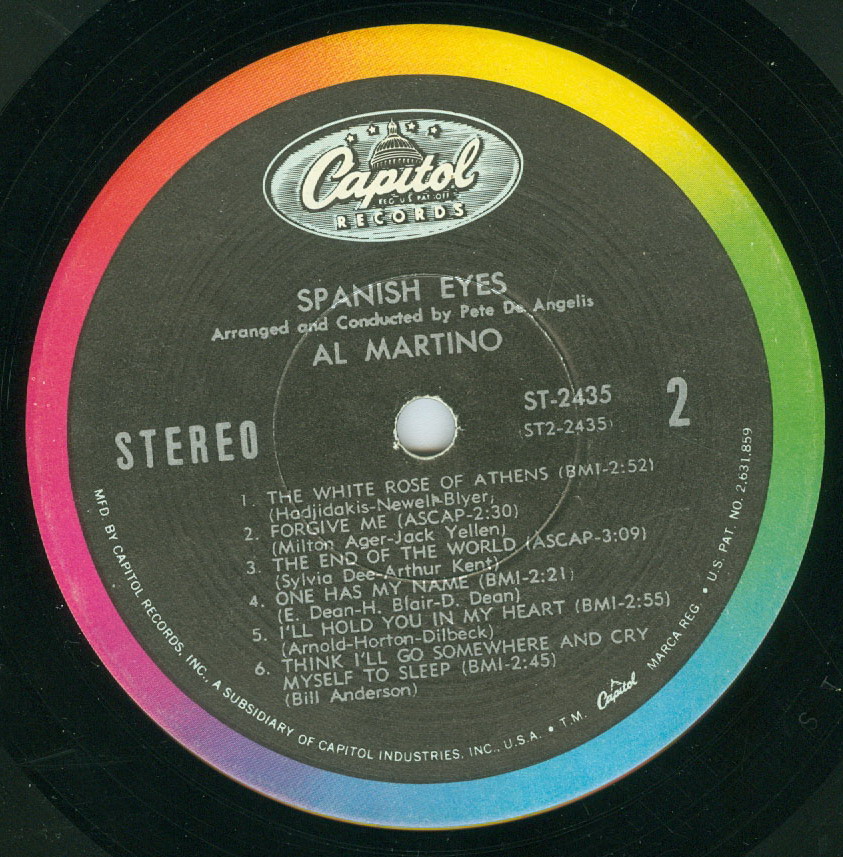 Capitol
REG. U.S. PAT. OFF.
RECORDS
SPANISH EYES
Arranged and Conducted by Pete De Angelis
AL MARTINO
STEREO
ST-2435
(ST2-2435)
2
1. THE WHITE ROSE OF ATHENS (BMI-2:52)
(Hadjidakis-Newell-Blyer)
2. FORGIVE ME (ASCAP-2:30)
(Milton Ager-Jack Yellen)
3. THE END OF THE WORLD (ASCAP-3:09)
(Sylvia Dee-Arthur Kent)
4. ONE HAS MY NAME (BMI-2:21)
(E. Dean-H. Blair-D. Dean)
5. I'LL HOLD YOU IN MY HEART (BMI-2:55)
(Arnold-Horton-Dilbeck)
6. THINK I'LL GO SOMEWHERE AND CRY
MYSELF TO SLEEP (BMI-2:45)
(Bill Anderson)
MFD. BY CAPITOL RECORDS, INC., A SUBSIDIARY OF CAPITOL INDUSTRIES, INC., U.S.A. • T.M. Capitol MARCA REG. • U.S. PAT. NO. 2,631,859